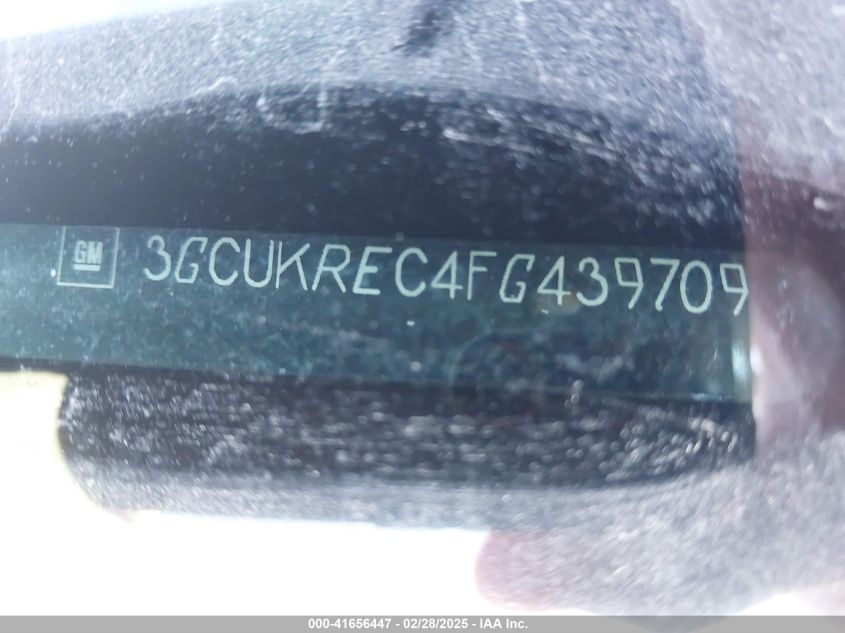 GM 3GCUKREC4FG439709
000-41656447 - 02/28/2025 - IAA Inc.